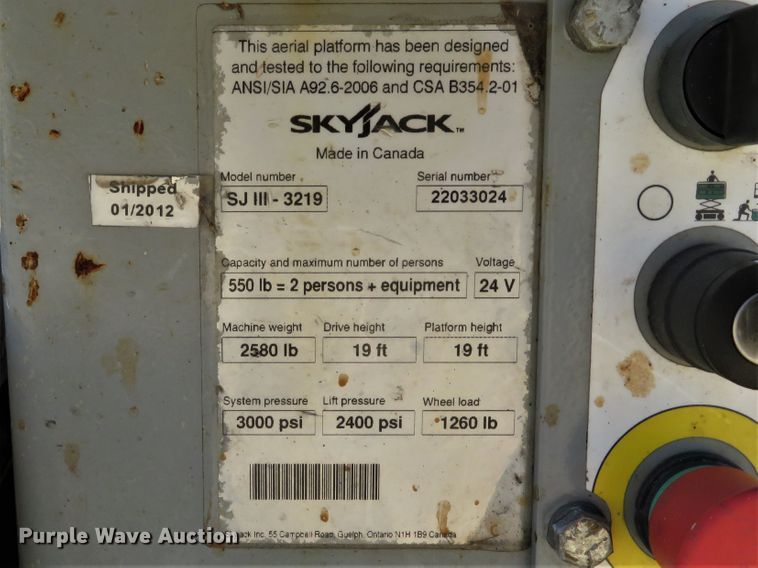 This aerial platform has been designed
and tested to the following requirements:
ANSI/SIA A92.6-2006 and CSA B354.2-01
SKYJACK™
Made in Canada
Model number Serial number
SJ III - 3219 22033024
Shipped
01/2012
Capacity and maximum number of persons Voltage
550 lb = 2 persons + equipment 24 V
Machine weight Drive height Platform height
2580 lb 19 ft 19 ft
System pressure Lift pressure Wheel load
3000 psi 2400 psi 1260 lb
Inc. 55 Campbell Road, Guelph, Ontario N1H 1B9 Canada
Purple Wave Auction